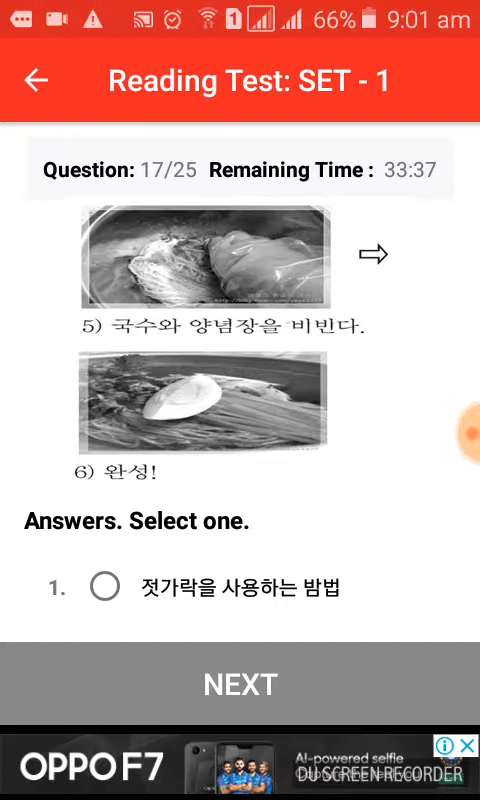 66% 9:01 am
Reading Test: SET - 1
Question: 17/25 Remaining Time : 33:37
5) 국수와 양념장을 비빈다.
6) 완성!
Answers. Select one.
1. 젓가락을 사용하는 밤법
NEXT
OPPO F7
AI-powered selfie
DU SCREEN RECORDER